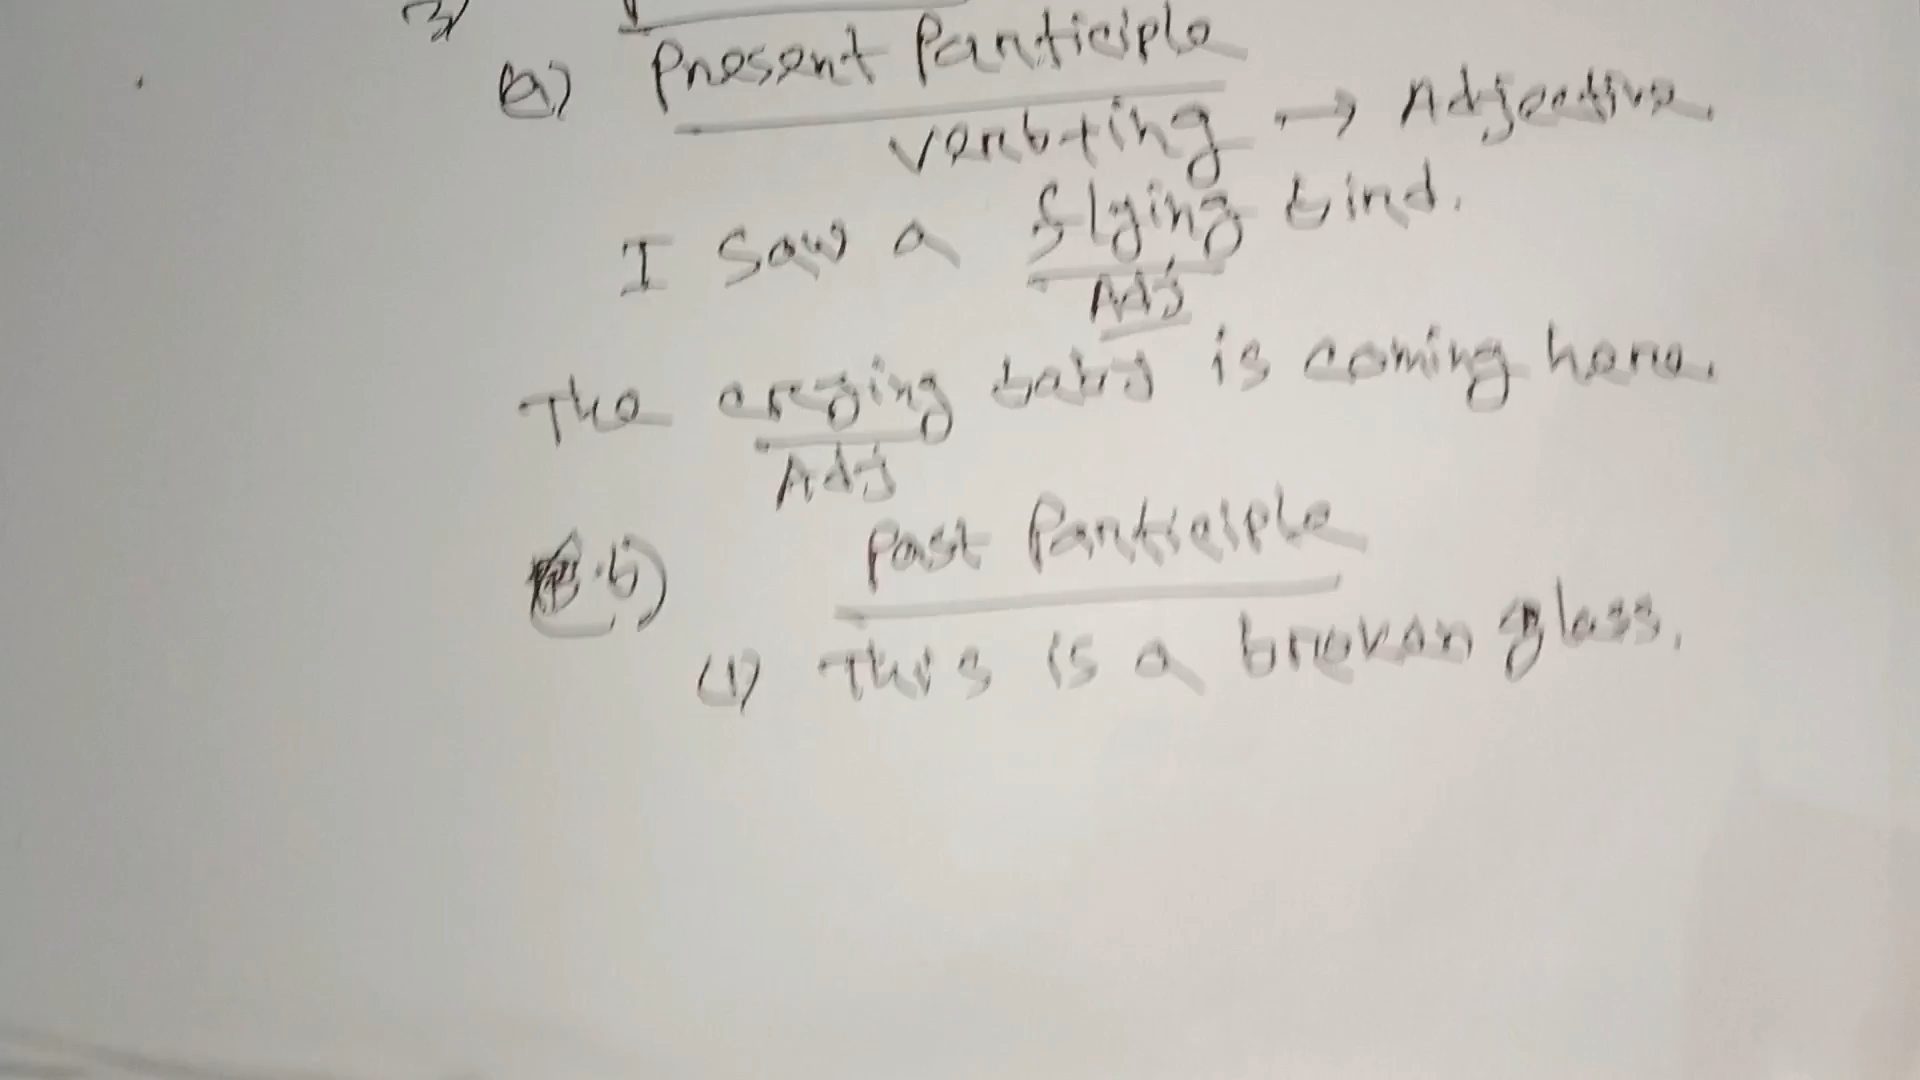 3)
a) Present Participle
Verb+ing → Adjective.
I saw a flying bird.
Adj
The crying baby is coming here.
Adj
b) Past Participle
(1) This is a broken glass.